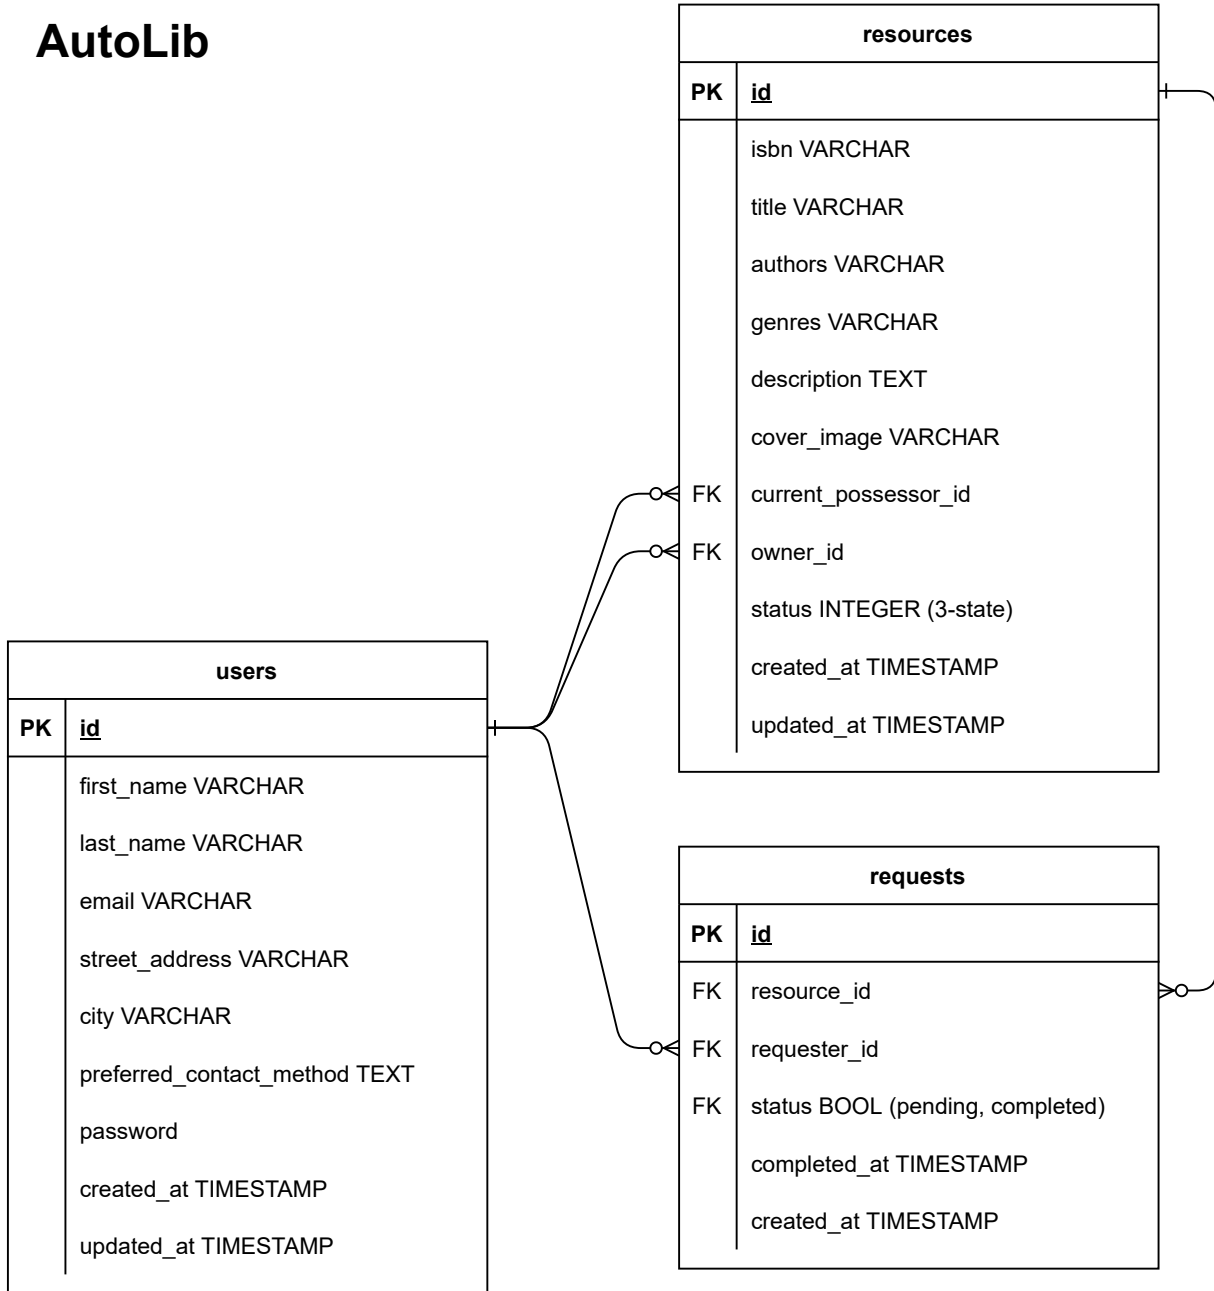 AutoLib
resources
PK id
isbn VARCHAR
title VARCHAR
authors VARCHAR
genres VARCHAR
description TEXT
cover_image VARCHAR
FK current_possessor_id
FK owner_id
status INTEGER (3-state)
created_at TIMESTAMP
updated_at TIMESTAMP
users
PK id
first_name VARCHAR
last_name VARCHAR
email VARCHAR
street_address VARCHAR
city VARCHAR
preferred_contact_method TEXT
password
created_at TIMESTAMP
updated_at TIMESTAMP
requests
PK id
FK resource_id
FK requester_id
FK status BOOL (pending, completed)
completed_at TIMESTAMP
created_at TIMESTAMP